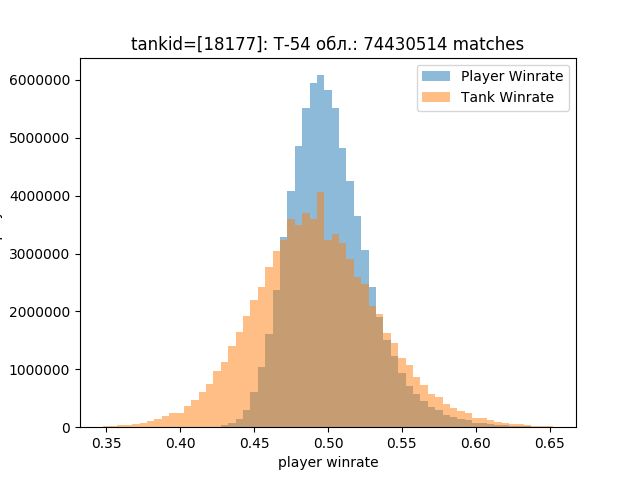 tankid=[18177]: Т-54 обл.: 74430514 matches
Player Winrate
Tank Winrate
6000000
5000000
4000000
3000000
2000000
1000000
0
0.35 0.40 0.45 0.50 0.55 0.60 0.65
player winrate